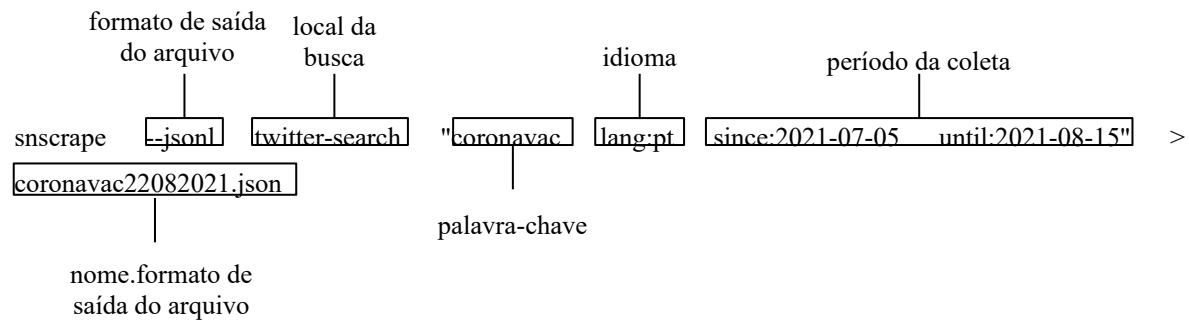 formato de saída
do arquivo
local da
busca
idioma
período da coleta
snscrape --jsonl twitter-search "coronavac lang:pt since:2021-07-05 until:2021-08-15" >
coronavac22082021.json
palavra-chave
nome.formato de
saída do arquivo